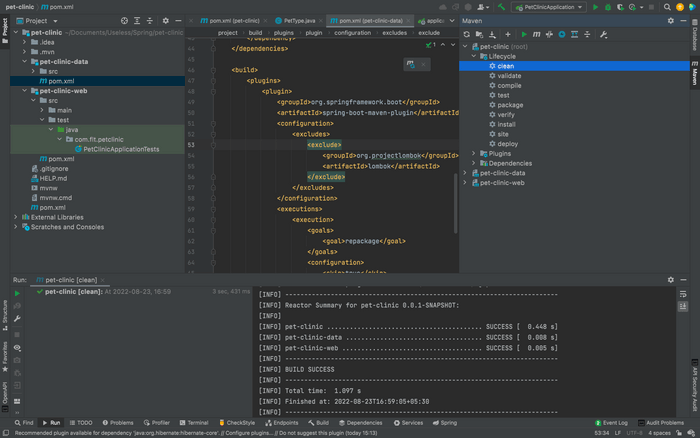 pet-clinic › pom.xml
PetClinicApplication
Project
pom.xml (pet-clinic)
PetType.java
pom.xml (pet-clinic-data)
Maven
pet-clinic ~/Documents/Useless/Spring/pet-c
.idea
.mvn
pet-clinic-data
src
pom.xml
pet-clinic-web
src
main
test
java
com.fit.petclinic
PetClinicApplicationTests
pom.xml
.gitignore
HELP.md
mvnw
mvnw.cmd
pom.xml
External Libraries
Scratches and Consoles
project › build › plugins › plugin › configuration › excludes › exclude
</dependency>
44 </dependencies>
<build>
<plugins>
<plugin>
<groupId>org.springframework.boot</groupId>
<artifactId>spring-boot-maven-plugin</artifactId
<configuration>
<excludes>
53 <exclude>
<groupId>org.projectlombok</groupId>
<artifactId>lombok</artifactId>
</exclude>
</excludes>
</configuration>
<executions>
<execution>
<goals>
<goal>repackage</goal>
</goals>
<configuration>
pet-clinic (root)
Lifecycle
clean
validate
compile
test
package
verify
install
site
deploy
Plugins
Dependencies
pet-clinic-data
pet-clinic-web
Project
Structure
Favorites
OpenAPI
Database
Maven
API Security Audit
Run: pet-clinic [clean]
pet-clinic [clean]: At 2022-08-23, 16:59 3 sec, 431 ms
[INFO] ------------------------------------------------------------------------
[INFO] Reactor Summary for pet-clinic 0.0.1-SNAPSHOT:
[INFO]
[INFO] pet-clinic ......................................... SUCCESS [ 0.448 s]
[INFO] pet-clinic-data .................................... SUCCESS [ 0.008 s]
[INFO] pet-clinic-web ..................................... SUCCESS [ 0.005 s]
[INFO] ------------------------------------------------------------------------
[INFO] BUILD SUCCESS
[INFO] ------------------------------------------------------------------------
[INFO] Total time: 1.097 s
[INFO] Finished at: 2022-08-23T16:59:05+05:30
[INFO] ------------------------------------------------------------------------
Find Run TODO Problems Profiler Terminal CheckStyle Endpoints Build Dependencies Services Spring Event Log AUT Problems
Recommended plugin available for dependency 'java:org.hibernate:hibernate-core'. // Configure plugins... // Do not suggest this plugin (today 15:13) 53:34 LF UTF-8 4 spaces